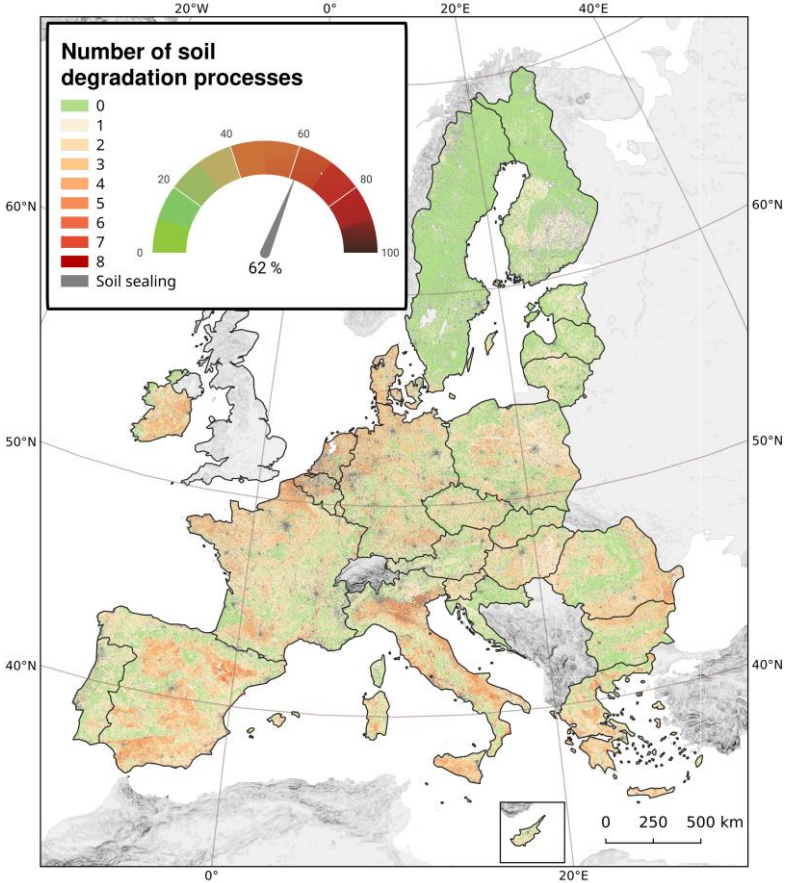 20°W
0°
20°E
40°E
Number of soil
degradation processes
0
1
2
3
4
5
6
7
8
Soil sealing
0
20
40
60
80
100
62 %
60°N
60°N
50°N
50°N
40°N
40°N
0 250 500 km
0°
20°E